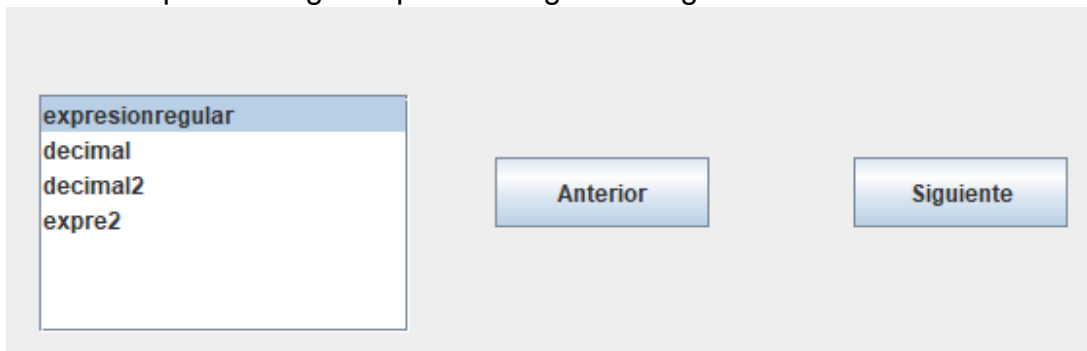 expresionregular
decimal
decimal2
expre2
Anterior
Siguiente